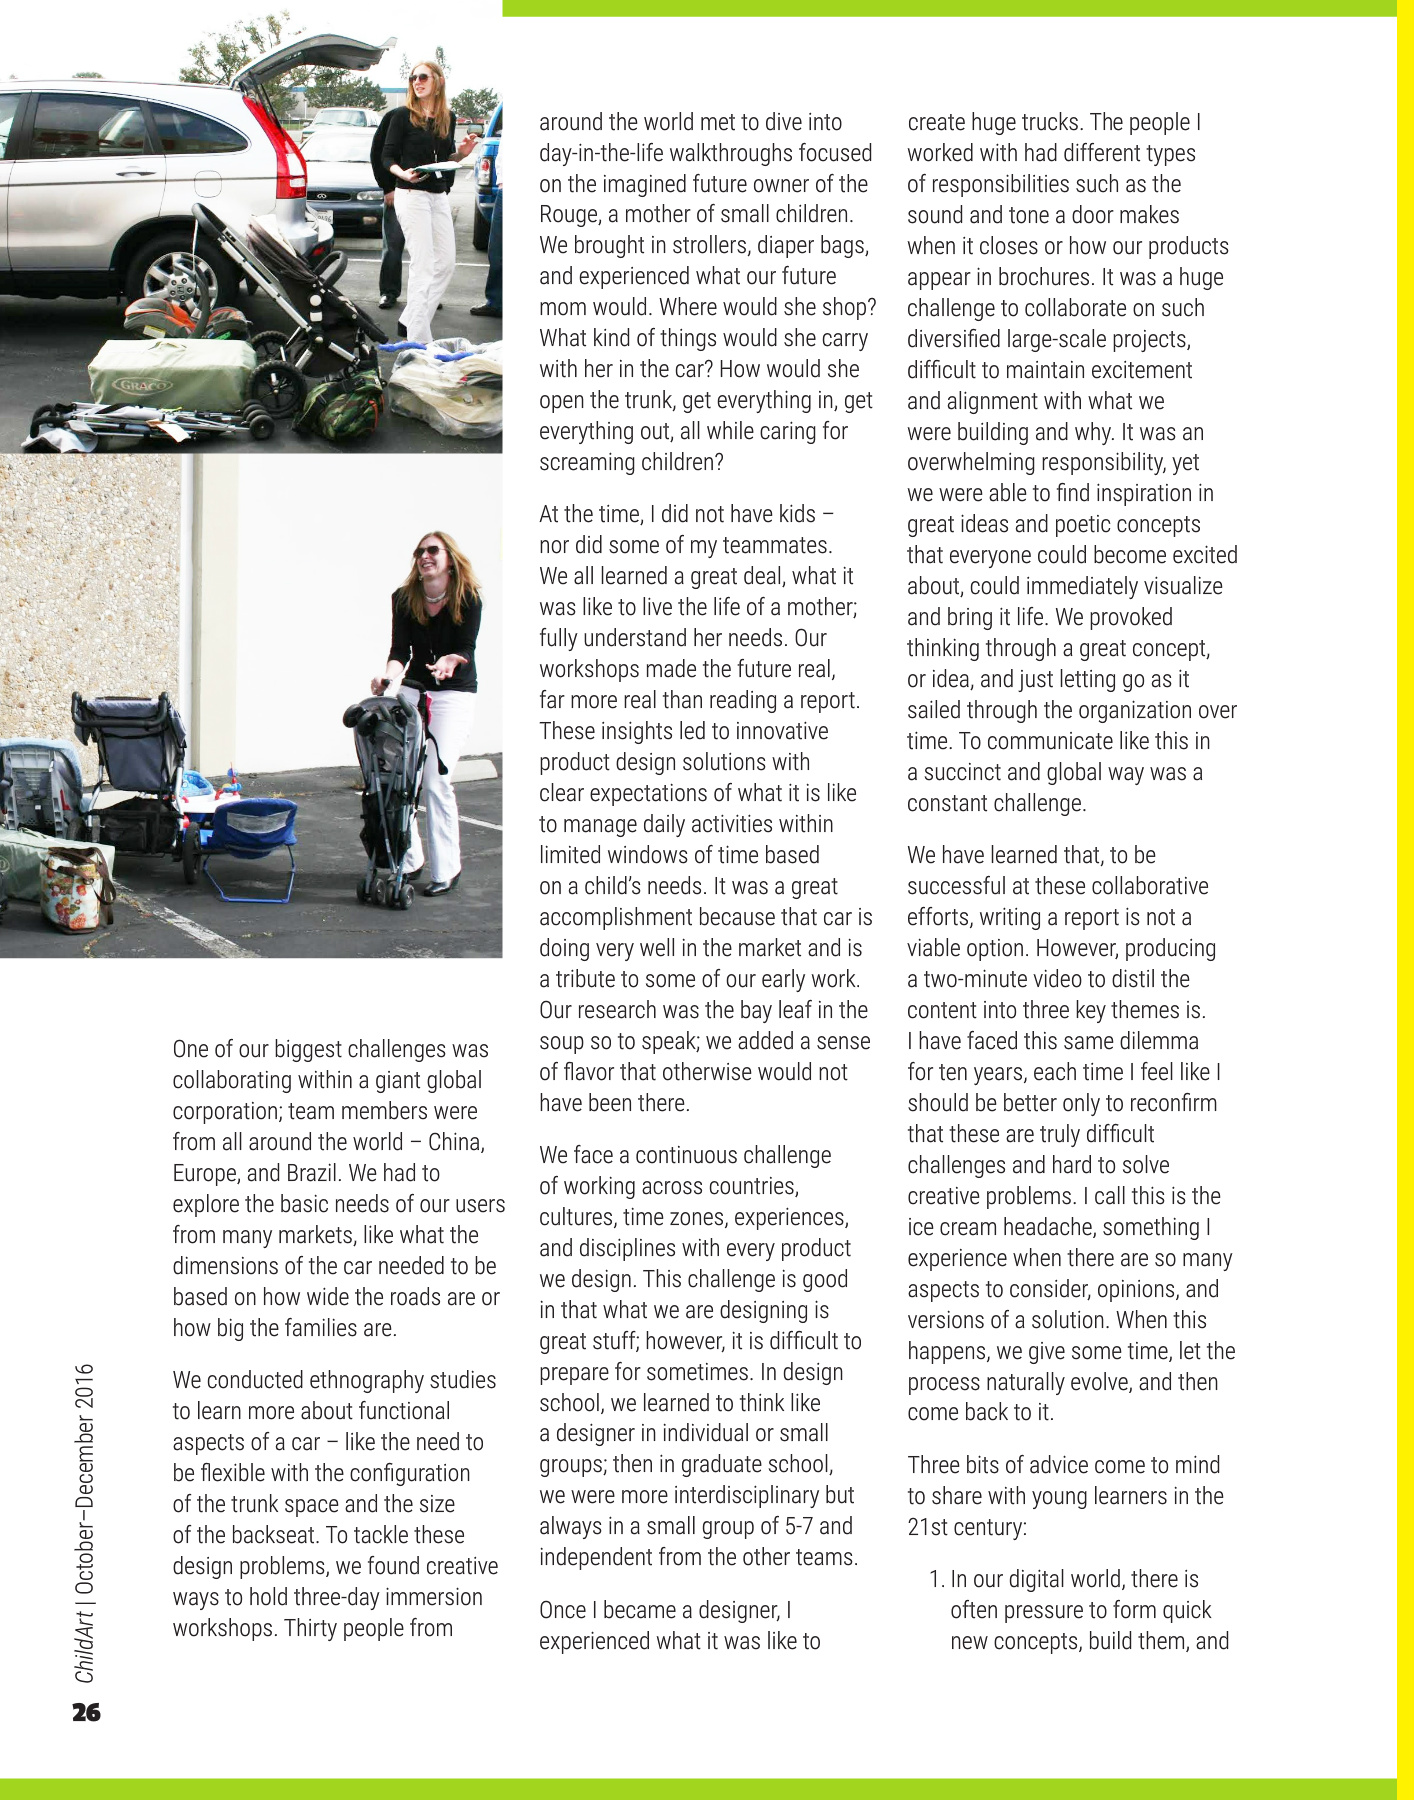 GRACO
One of our biggest challenges was
collaborating within a giant global
corporation; team members were
from all around the world – China,
Europe, and Brazil. We had to
explore the basic needs of our users
from many markets, like what the
dimensions of the car needed to be
based on how wide the roads are or
how big the families are.
We conducted ethnography studies
to learn more about functional
aspects of a car – like the need to
be flexible with the configuration
of the trunk space and the size
of the backseat. To tackle these
design problems, we found creative
ways to hold three-day immersion
workshops. Thirty people from
around the world met to dive into
day-in-the-life walkthroughs focused
on the imagined future owner of the
Rouge, a mother of small children.
We brought in strollers, diaper bags,
and experienced what our future
mom would. Where would she shop?
What kind of things would she carry
with her in the car? How would she
open the trunk, get everything in, get
everything out, all while caring for
screaming children?
At the time, I did not have kids –
nor did some of my teammates.
We all learned a great deal, what it
was like to live the life of a mother;
fully understand her needs. Our
workshops made the future real,
far more real than reading a report.
These insights led to innovative
product design solutions with
clear expectations of what it is like
to manage daily activities within
limited windows of time based
on a child's needs. It was a great
accomplishment because that car is
doing very well in the market and is
a tribute to some of our early work.
Our research was the bay leaf in the
soup so to speak; we added a sense
of flavor that otherwise would not
have been there.
We face a continuous challenge
of working across countries,
cultures, time zones, experiences,
and disciplines with every product
we design. This challenge is good
in that what we are designing is
great stuff; however, it is difficult to
prepare for sometimes. In design
school, we learned to think like
a designer in individual or small
groups; then in graduate school,
we were more interdisciplinary but
always in a small group of 5-7 and
independent from the other teams.
Once I became a designer, I
experienced what it was like to
create huge trucks. The people I
worked with had different types
of responsibilities such as the
sound and tone a door makes
when it closes or how our products
appear in brochures. It was a huge
challenge to collaborate on such
diversified large-scale projects,
difficult to maintain excitement
and alignment with what we
were building and why. It was an
overwhelming responsibility, yet
we were able to find inspiration in
great ideas and poetic concepts
that everyone could become excited
about, could immediately visualize
and bring it life. We provoked
thinking through a great concept,
or idea, and just letting go as it
sailed through the organization over
time. To communicate like this in
a succinct and global way was a
constant challenge.
We have learned that, to be
successful at these collaborative
efforts, writing a report is not a
viable option. However, producing
a two-minute video to distil the
content into three key themes is.
I have faced this same dilemma
for ten years, each time I feel like I
should be better only to reconfirm
that these are truly difficult
challenges and hard to solve
creative problems. I call this is the
ice cream headache, something I
experience when there are so many
aspects to consider, opinions, and
versions of a solution. When this
happens, we give some time, let the
process naturally evolve, and then
come back to it.
Three bits of advice come to mind
to share with young learners in the
21st century:
1. In our digital world, there is
often pressure to form quick
new concepts, build them, and
ChildArt | October–December 2016
26